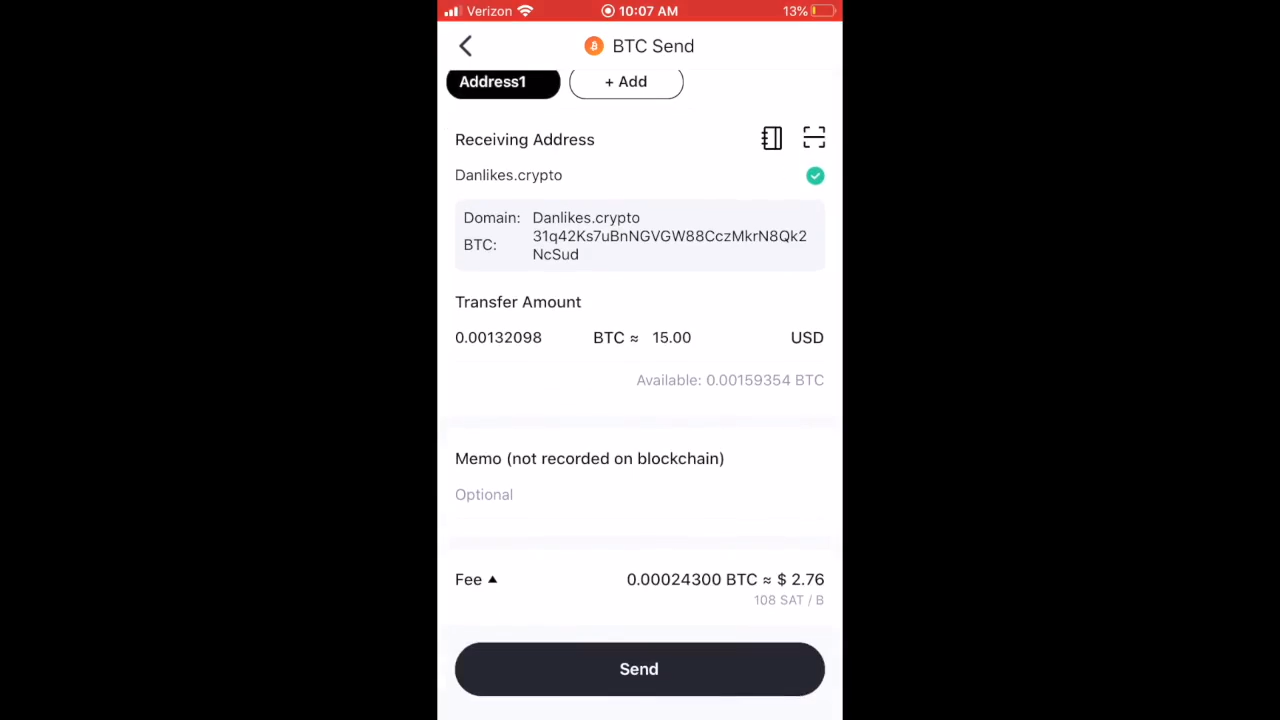 Verizon 10:07 AM 13%
BTC Send
Address1 + Add
Receiving Address
Danlikes.crypto
Domain: Danlikes.crypto
BTC: 31q42Ks7uBnNGVGW88CczMkrN8Qk2
NcSud
Transfer Amount
0.00132098 BTC ≈ 15.00 USD
Available: 0.00159354 BTC
Memo (not recorded on blockchain)
Optional
Fee ▲ 0.00024300 BTC ≈ $ 2.76
108 SAT / B
Send